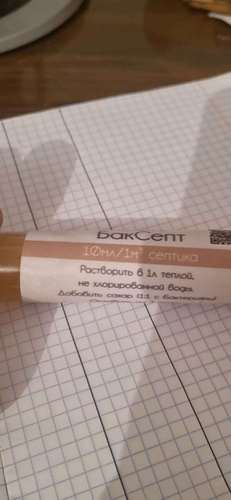 БакСепт
10мл/1м³ септика
Растворить в 1л теплой,
не хлорированной воды.
Добавить сахар (1:1 с бактериями)